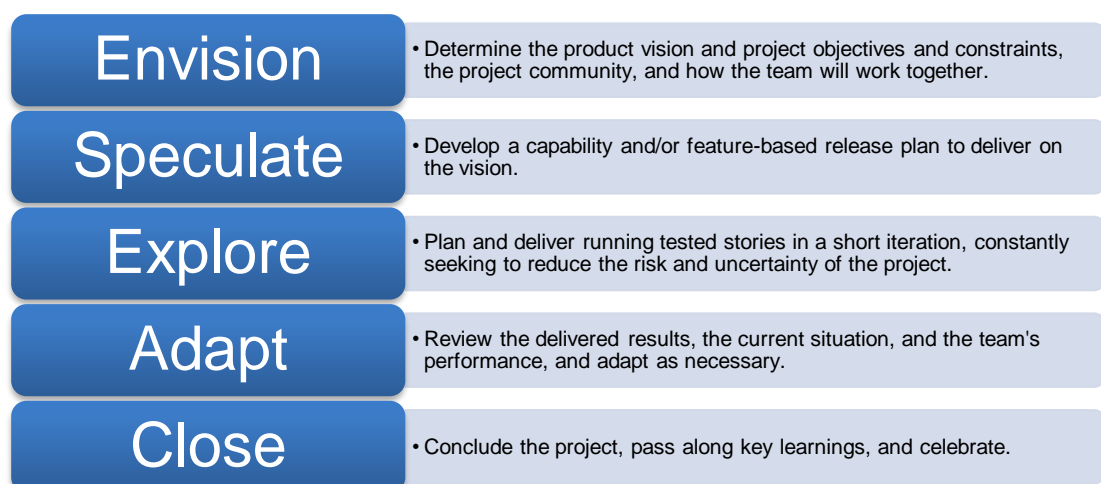 Envision
• Determine the product vision and project objectives and constraints,
the project community, and how the team will work together.
Speculate
• Develop a capability and/or feature-based release plan to deliver on
the vision.
Explore
• Plan and deliver running tested stories in a short iteration, constantly
seeking to reduce the risk and uncertainty of the project.
Adapt
• Review the delivered results, the current situation, and the team's
performance, and adapt as necessary.
Close
• Conclude the project, pass along key learnings, and celebrate.